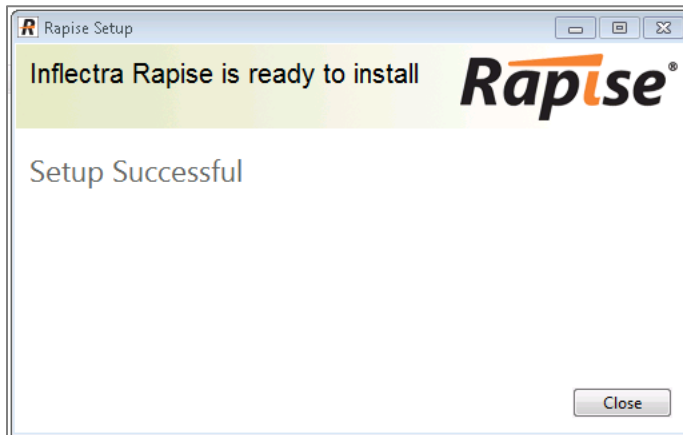 R Rapise Setup
Inflectra Rapise is ready to install
Rapise®
Setup Successful
Close